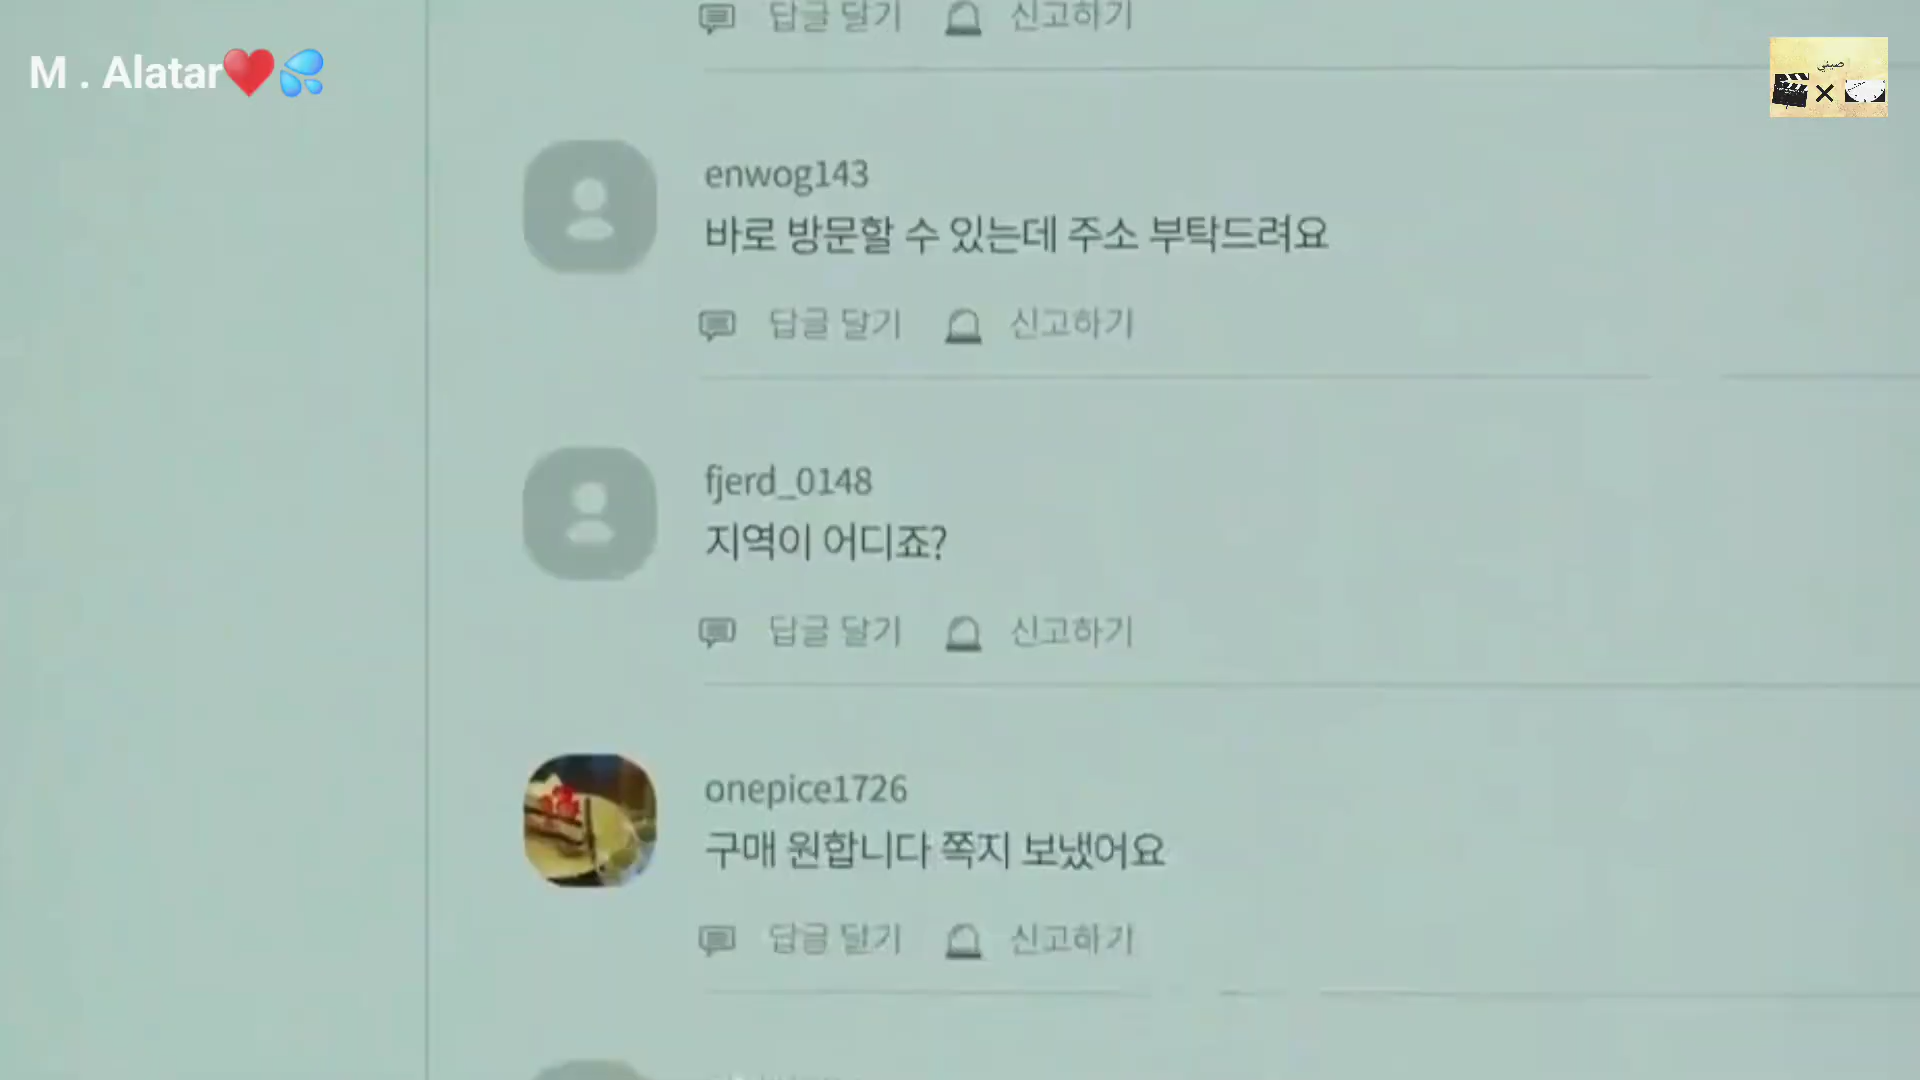 답글 달기 신고하기
M . Alatar❤️💦
صيني
enwog143
바로 방문할 수 있는데 주소 부탁드려요
답글 달기 신고하기
fjerd_0148
지역이 어디죠?
답글 달기 신고하기
onepice1726
구매 원합니다 쪽지 보냈어요
답글 달기 신고하기